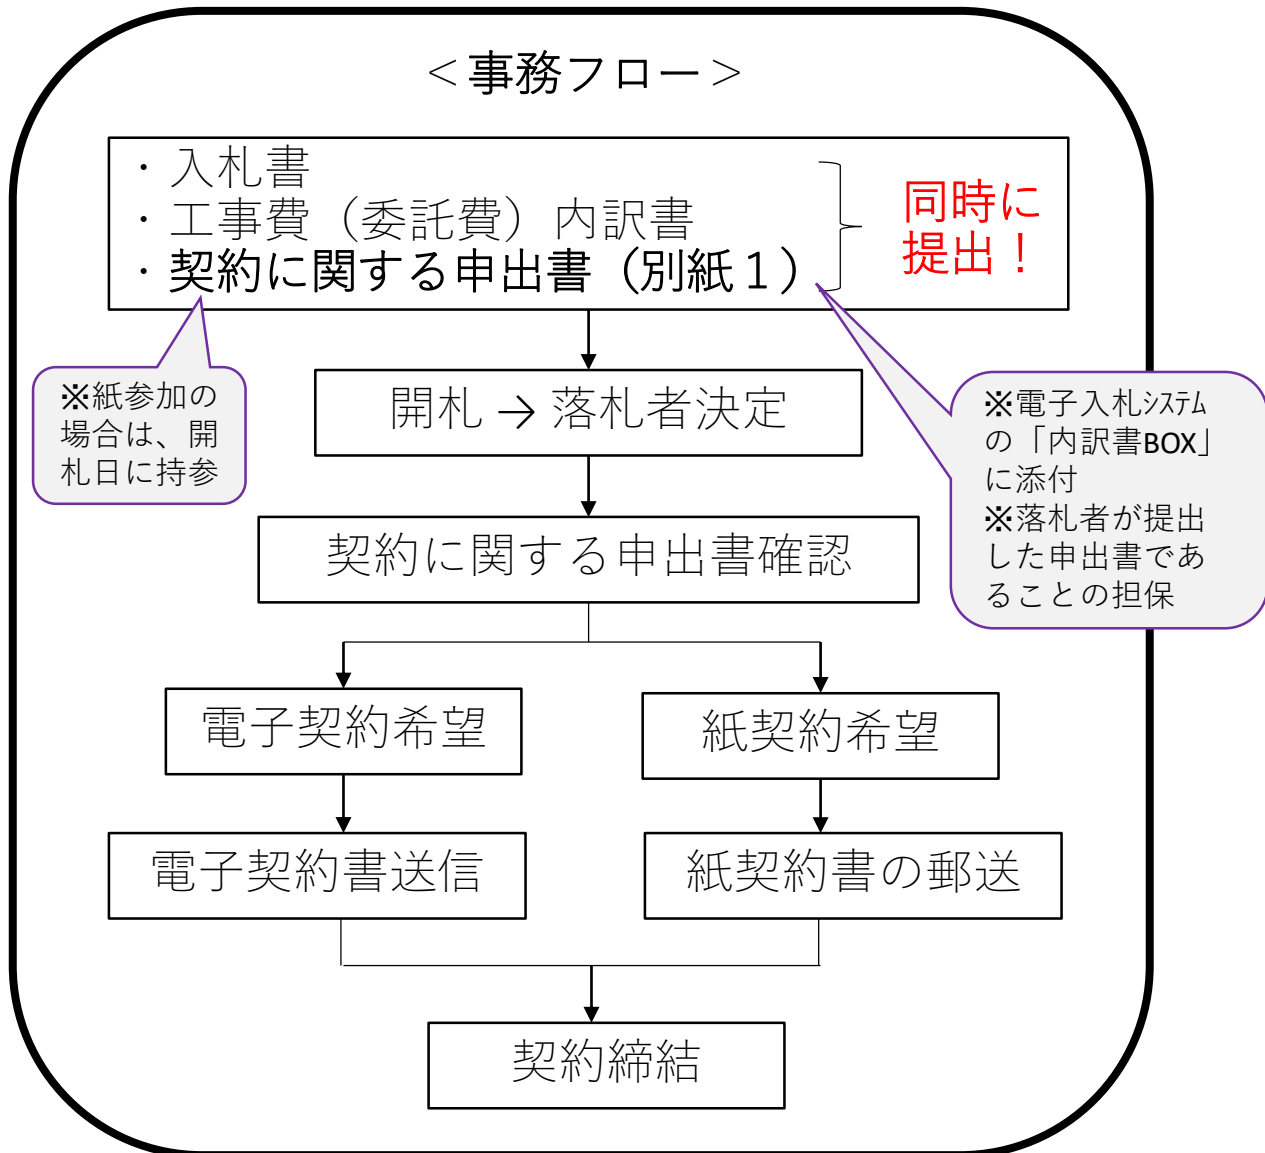 ＜事務フロー＞
・入札書
・工事費（委託費）内訳書
・契約に関する申出書（別紙１）
同時に
提出！
※紙参加の
場合は、開
札日に持参
開札→落札者決定
※電子入札ｼｽﾃﾑ
の「内訳書BOX」
に添付
※落札者が提出
した申出書であ
ることの担保
契約に関する申出書確認
電子契約希望
紙契約希望
電子契約書送信
紙契約書の郵送
契約締結